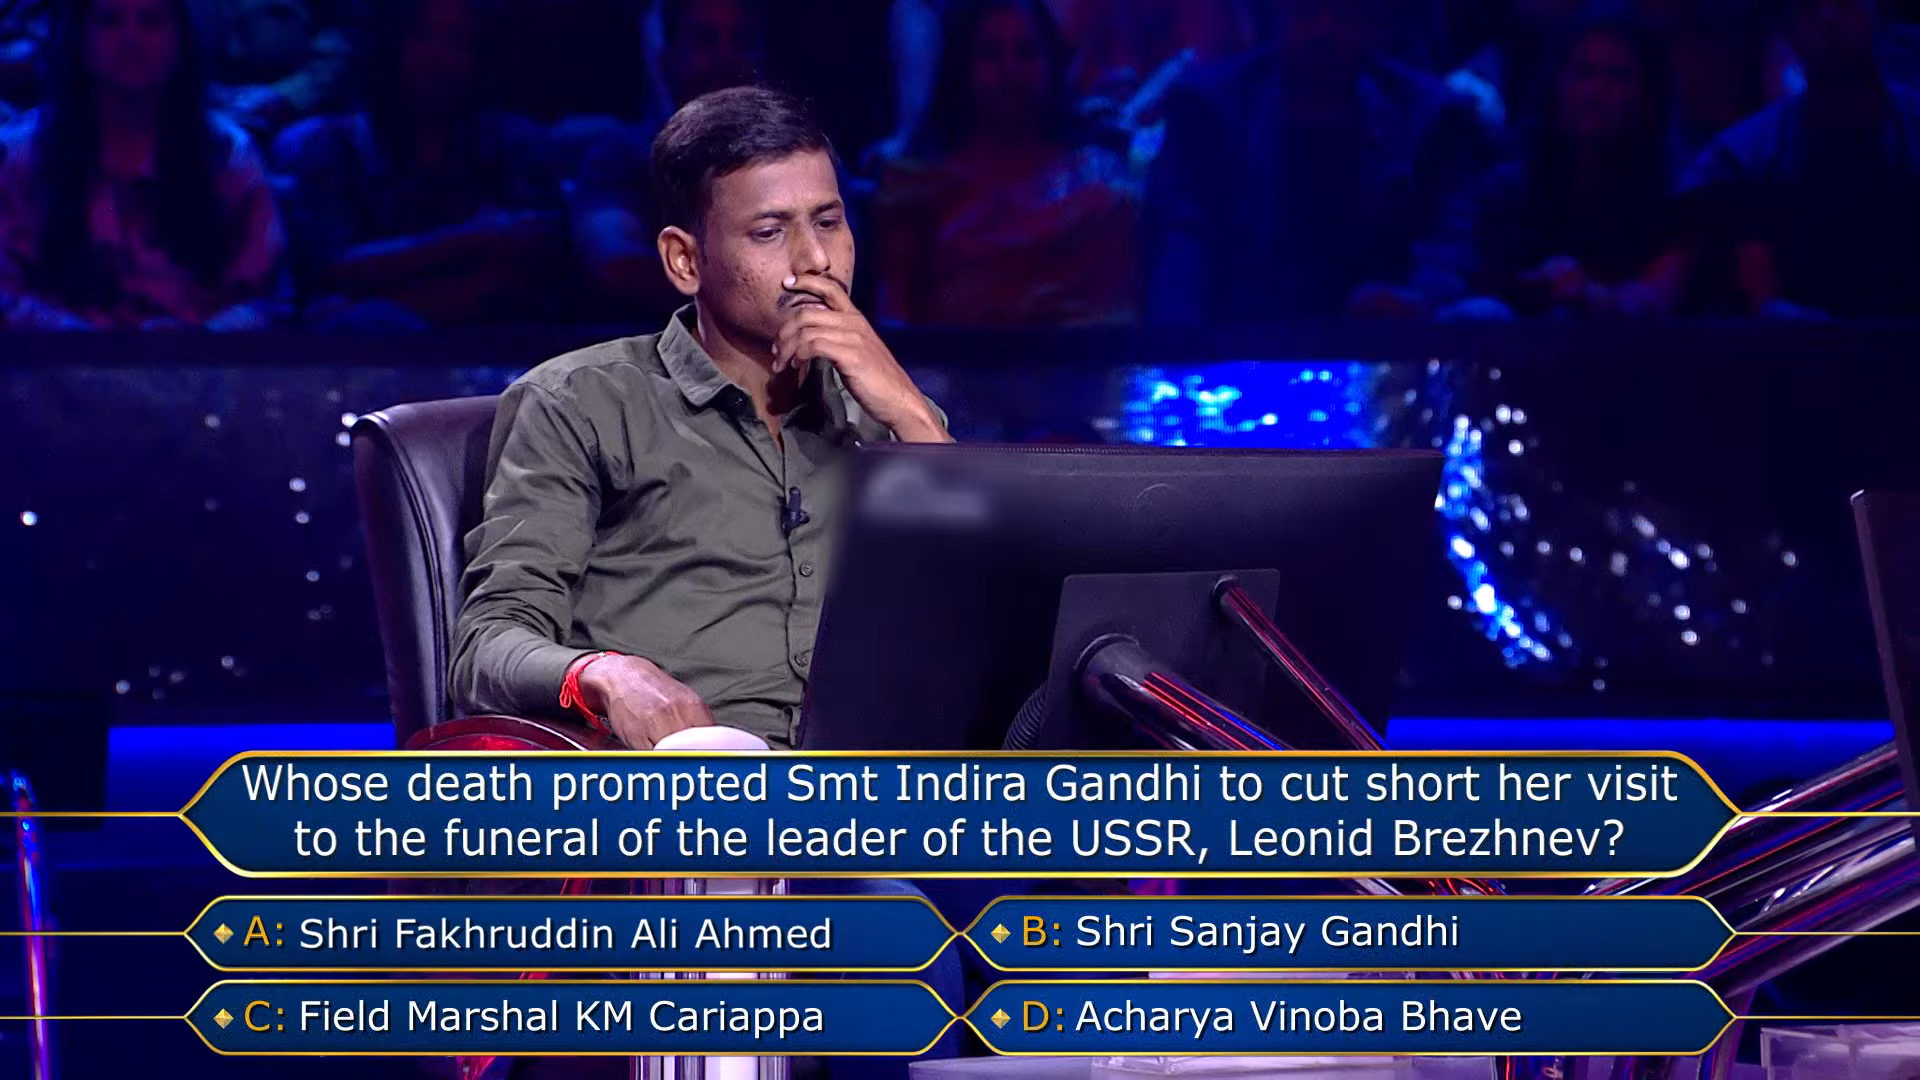 Whose death prompted Smt Indira Gandhi to cut short her visit
to the funeral of the leader of the USSR, Leonid Brezhnev?
A: Shri Fakhruddin Ali Ahmed
B: Shri Sanjay Gandhi
C: Field Marshal KM Cariappa
D: Acharya Vinoba Bhave